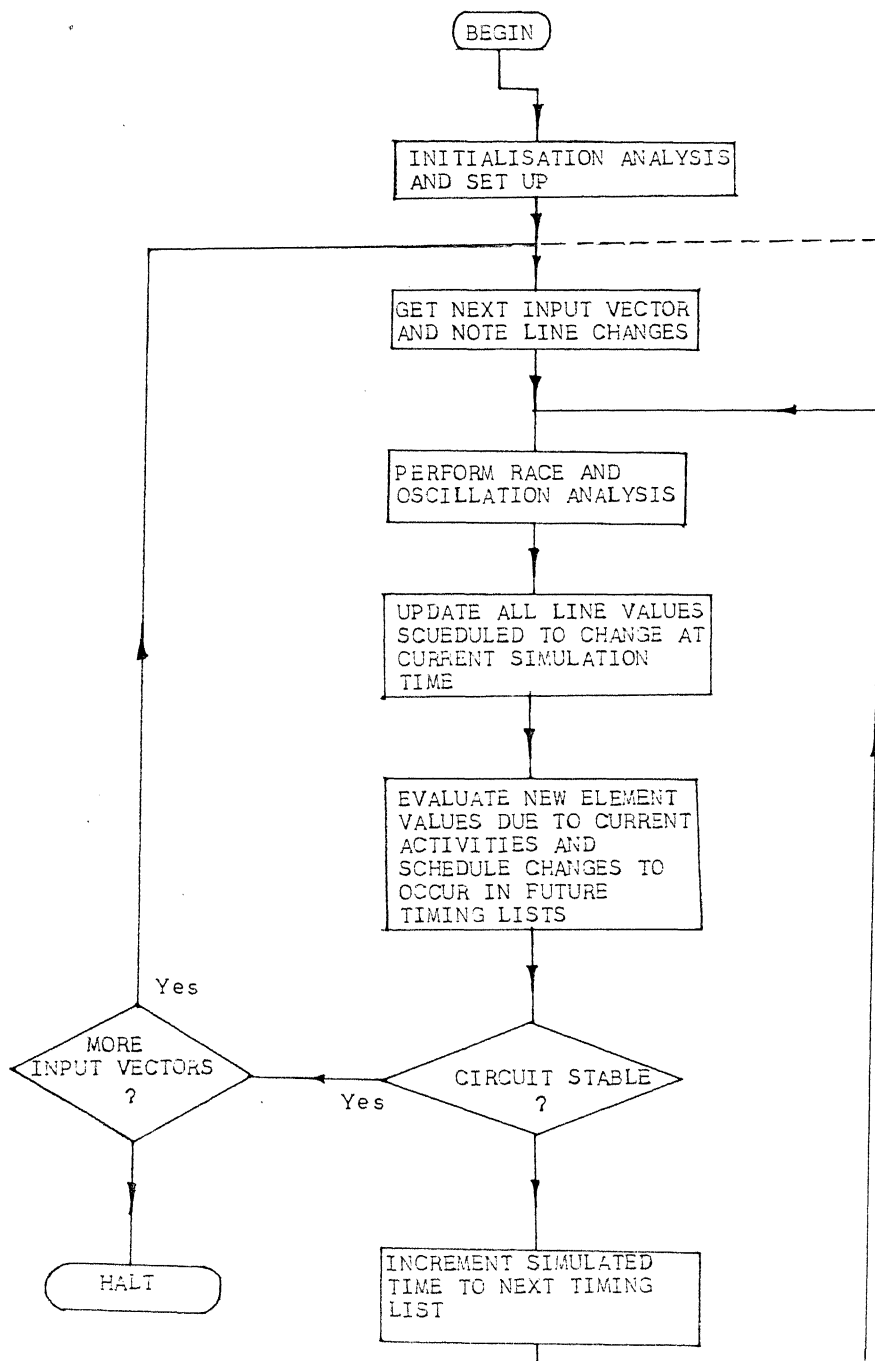 BEGIN
INITIALISATION ANALYSIS
AND SET UP
GET NEXT INPUT VECTOR
AND NOTE LINE CHANGES
PERFORM RACE AND
OSCILLATION ANALYSIS
UPDATE ALL LINE VALUES
SCUEDULED TO CHANGE AT
CURRENT SIMULATION
TIME
EVALUATE NEW ELEMENT
VALUES DUE TO CURRENT
ACTIVITIES AND
SCHEDULE CHANGES TO
OCCUR IN FUTURE
TIMING LISTS
Yes
MORE
INPUT VECTORS
?
Yes
CIRCUIT STABLE
?
HALT
INCREMENT SIMULATED
TIME TO NEXT TIMING
LIST